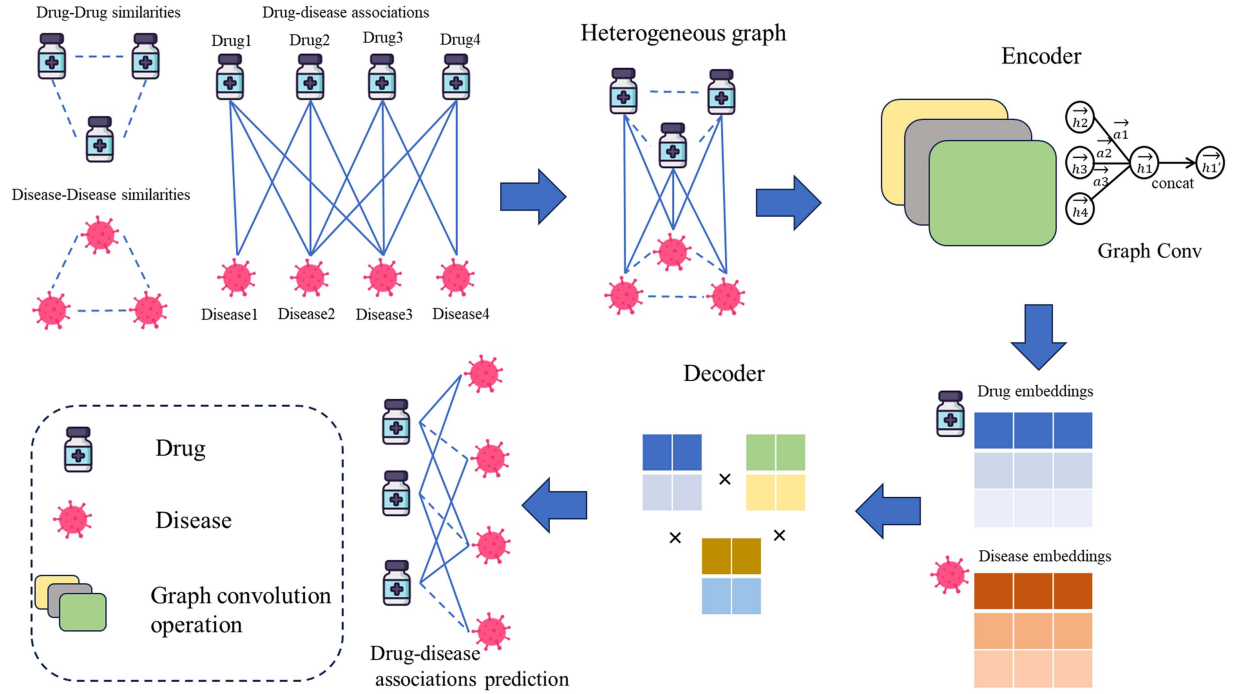 Drug-Drug similarities
Drug-disease associations
Drug1
Drug2
Drug3
Drug4
Disease-Disease similarities
Disease1
Disease2
Disease3
Disease4
Heterogeneous graph
Encoder
h2
h3
h4
a1
a2
a3
h1
concat
h1'
Graph Conv
Drug embeddings
Disease embeddings
Decoder
×
×
×
Drug-disease
associations prediction
Drug
Disease
Graph convolution
operation